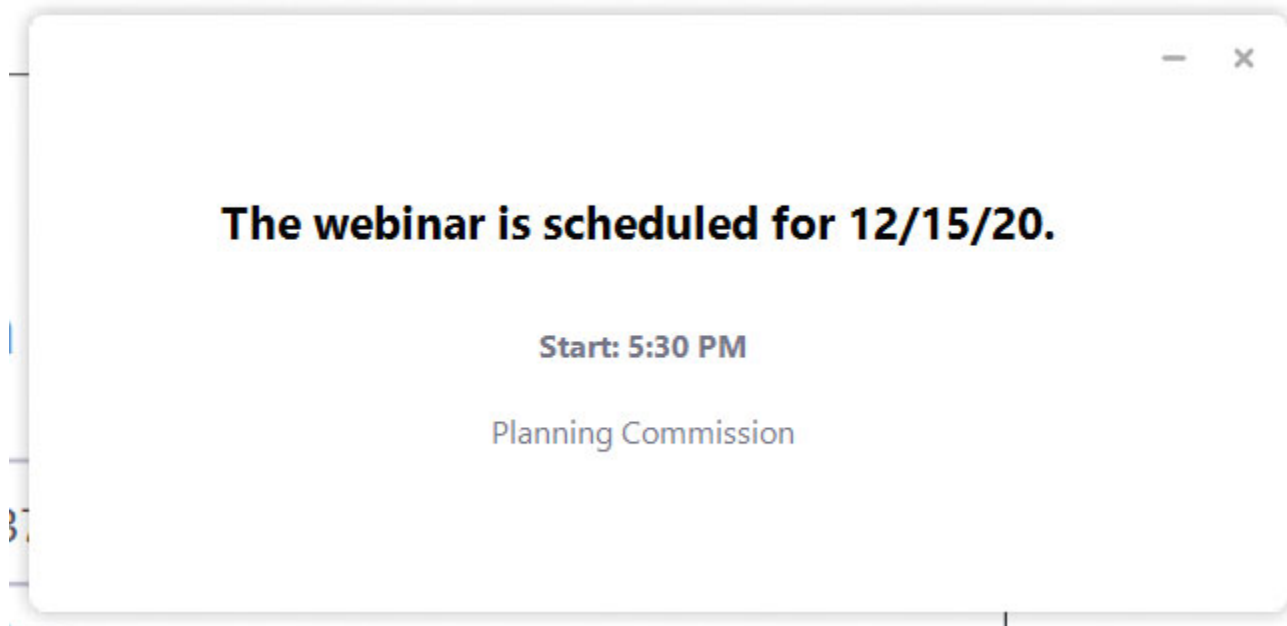 The webinar is scheduled for 12/15/20.
Start: 5:30 PM
Planning Commission